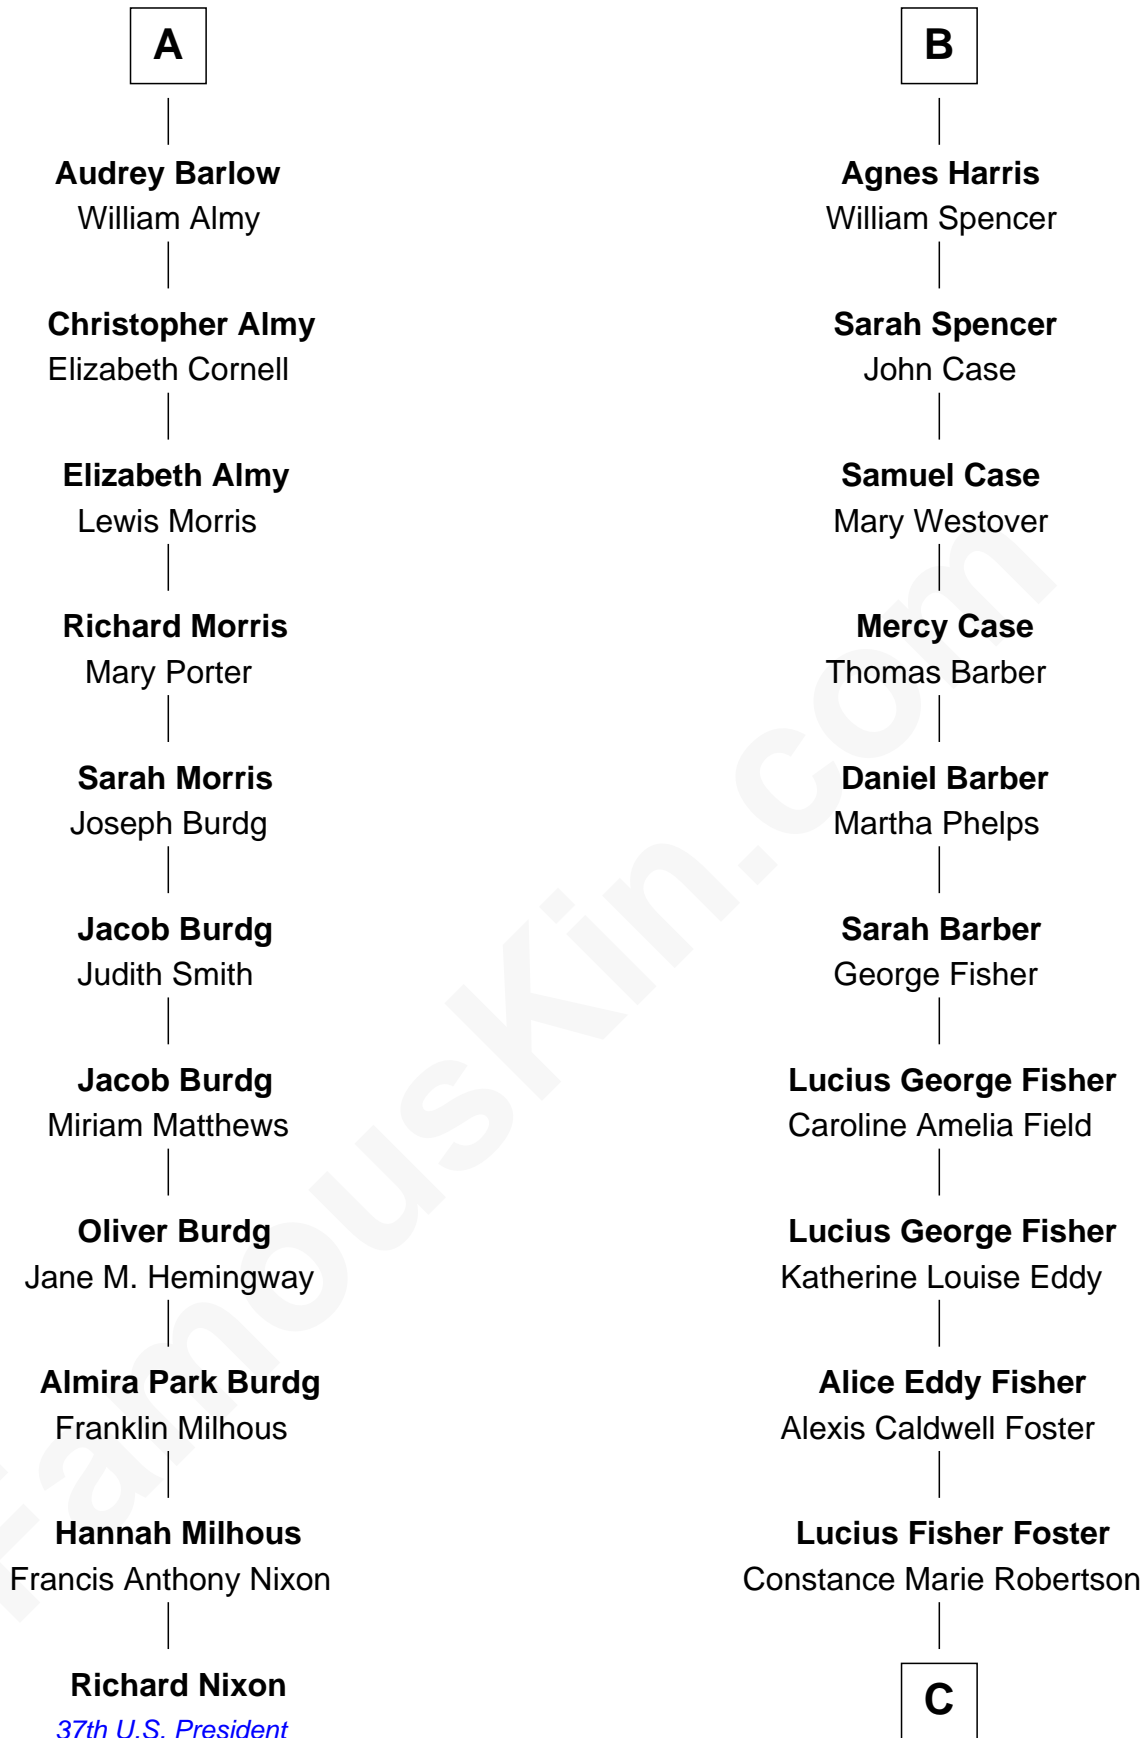 A
Audrey Barlow
William Almy
Christopher Almy
Elizabeth Cornell
Elizabeth Almy
Lewis Morris
Richard Morris
Mary Porter
Sarah Morris
Joseph Burdg
Jacob Burdg
Judith Smith
Jacob Burdg
Miriam Matthews
Oliver Burdg
Jane M. Hemingway
Almira Park Burdg
Franklin Milhous
Hannah Milhous
Francis Anthony Nixon
Richard Nixon
37th U.S. President
B
Agnes Harris
William Spencer
Sarah Spencer
John Case
Samuel Case
Mary Westover
Mercy Case
Thomas Barber
Daniel Barber
Martha Phelps
Sarah Barber
George Fisher
Lucius George Fisher
Caroline Amelia Field
Lucius George Fisher
Katherine Louise Eddy
Alice Eddy Fisher
Alexis Caldwell Foster
Lucius Fisher Foster
Constance Marie Robertson
C
FamousKin.com